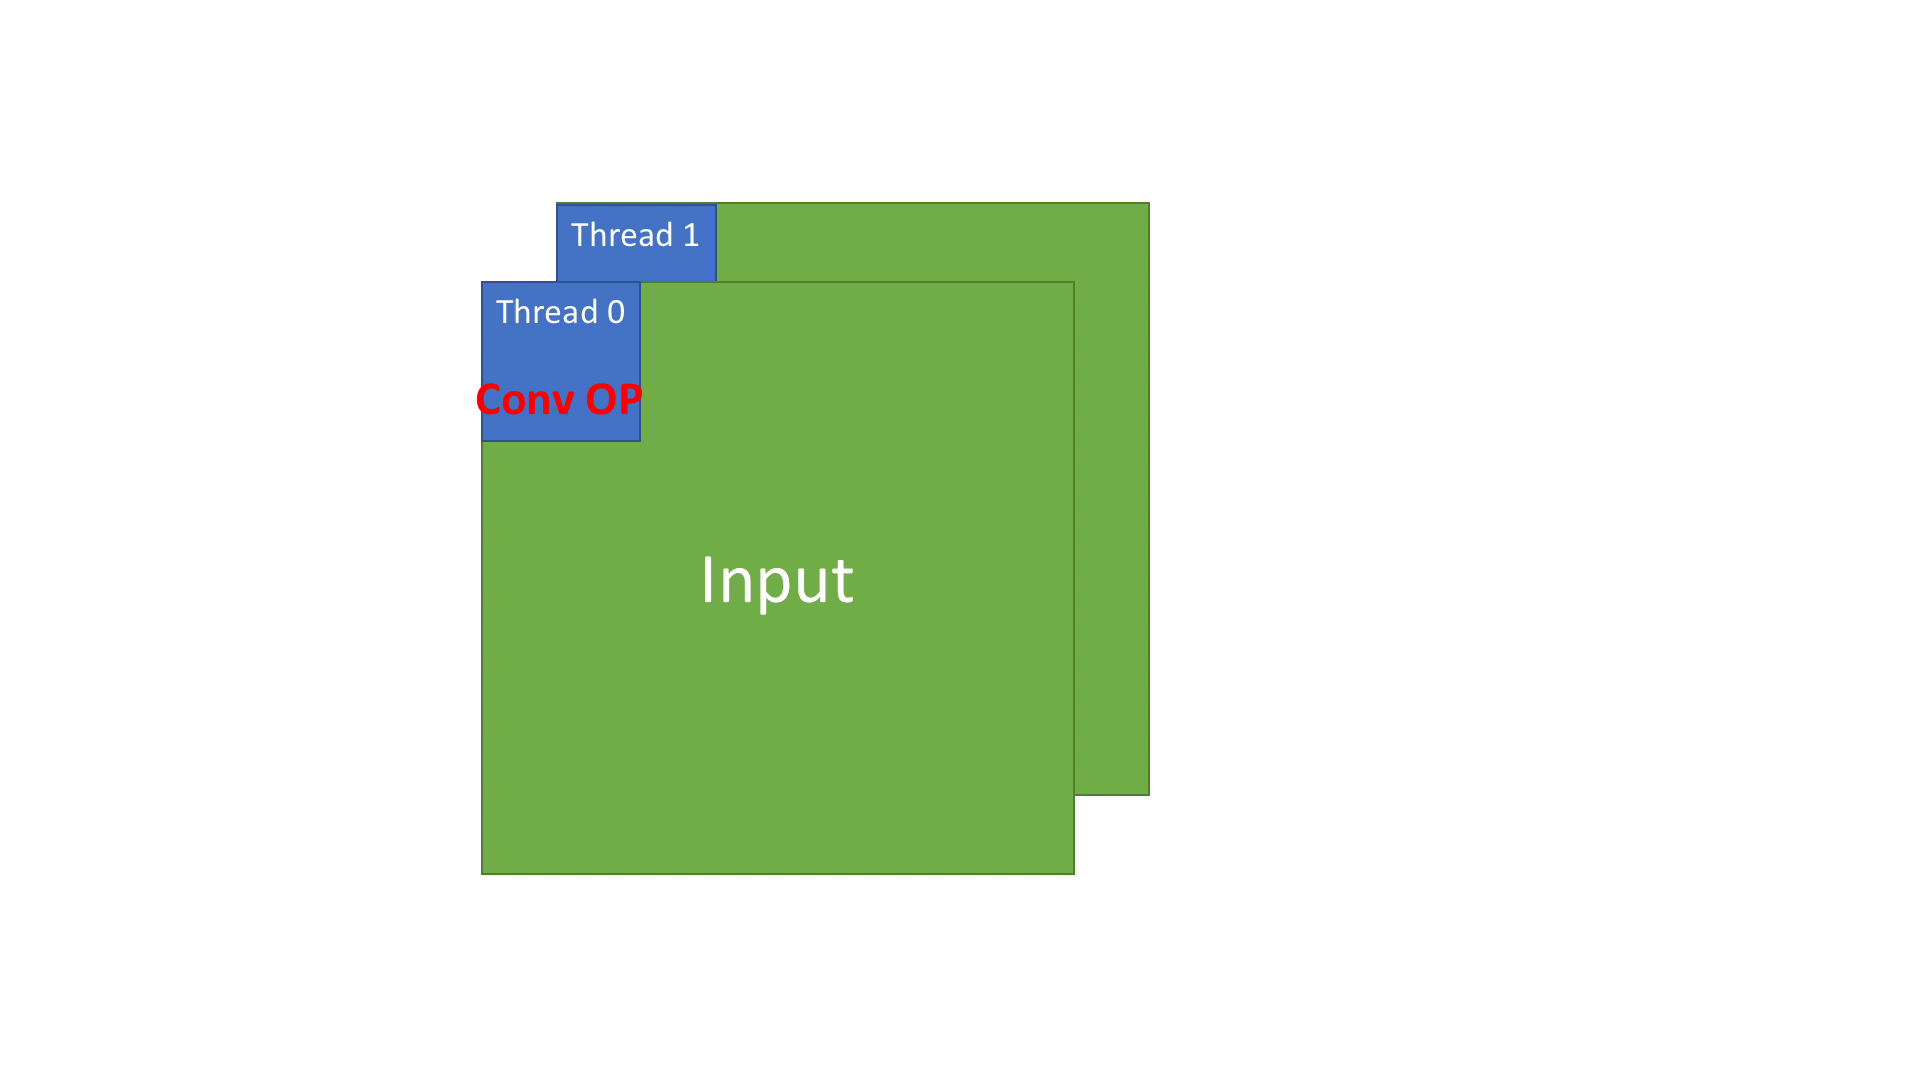 Thread 1
Thread 0
Conv OP
Input